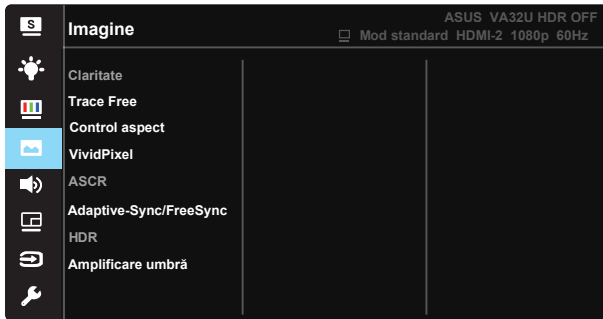 S
Imagine
ASUS VA32U HDR OFF
Mod standard HDMI-2 1080p 60Hz
Claritate
Trace Free
Control aspect
VividPixel
ASCR
Adaptive-Sync/FreeSync
HDR
Amplificare umbră